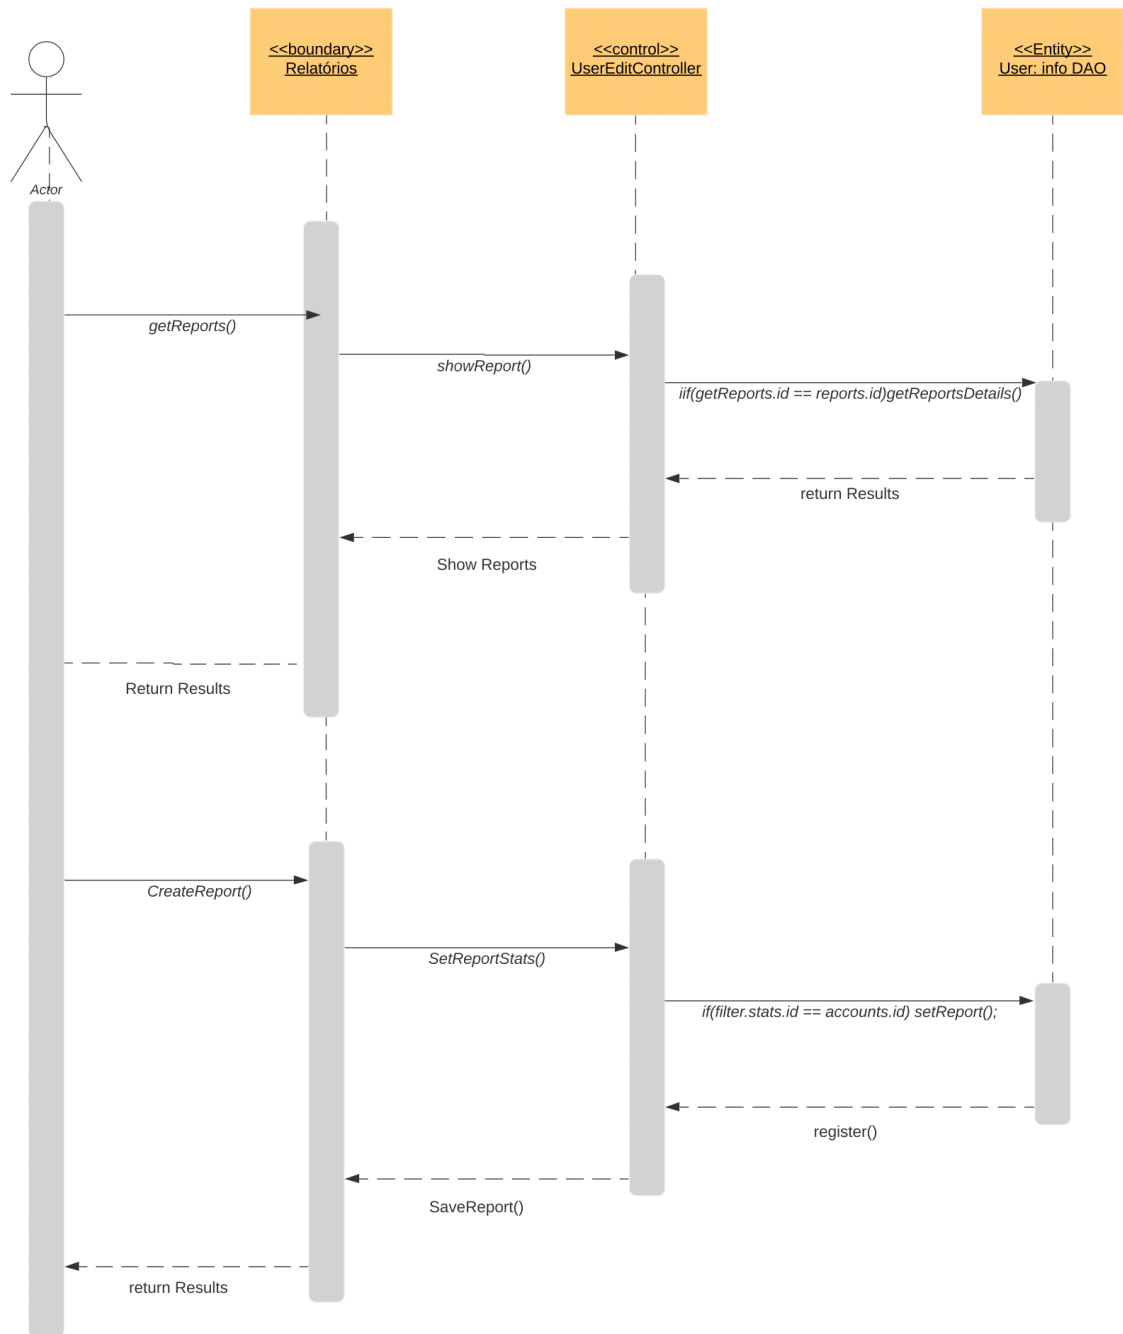 <<boundary>>
Relatórios
<<control>>
UserEditController
<<Entity>>
User: info DAO
Actor
getReports()
showReport()
iif(getReports.id == reports.id)getReportsDetails()
return Results
Show Reports
Return Results
CreateReport()
SetReportStats()
if(filter.stats.id == accounts.id) setReport();
register()
SaveReport()
return Results